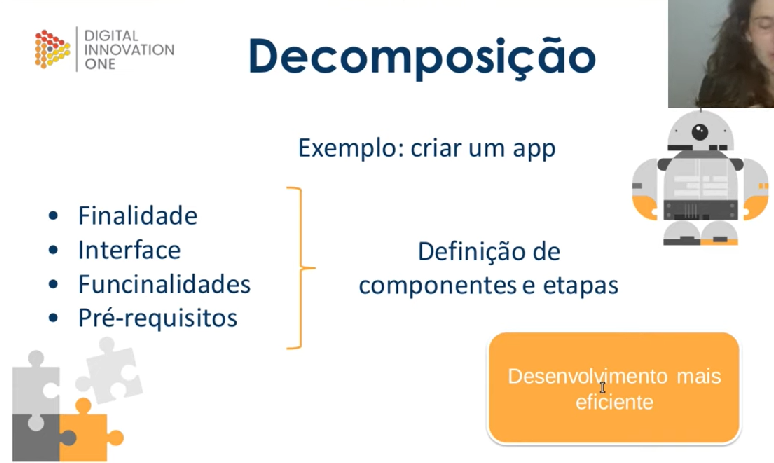 DIGITAL
INNOVATION
ONE
Decomposição
Exemplo: criar um app
• Finalidade
• Interface
• Funcinalidades
• Pré-requisitos
Definição de
componentes e etapas
Desenvolvimento mais
eficiente